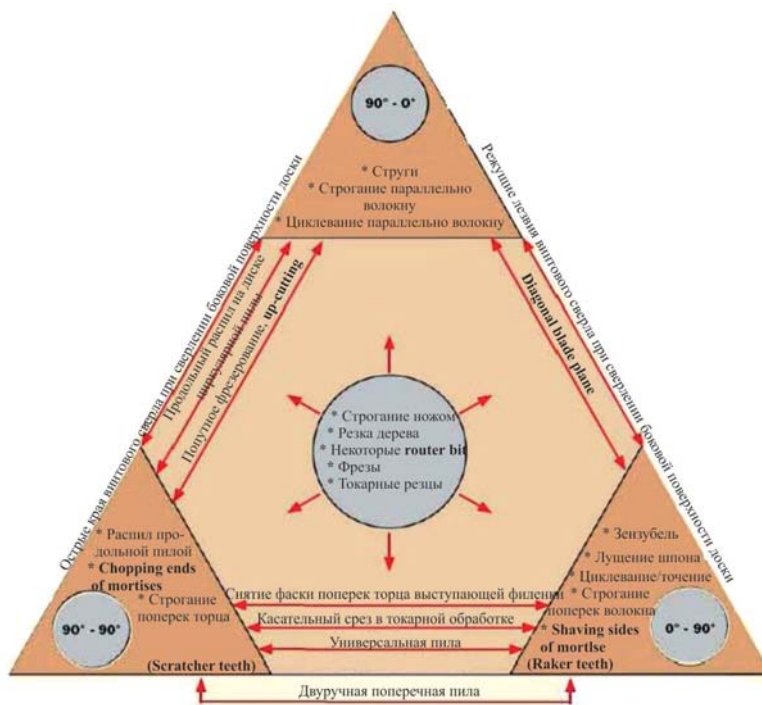 90° - 0°
* Струги
* Строгание параллельно
волокну
* Циклевание параллельно волокну
Острые края винтового сверла при сверлении боковой поверхности доски
Продольный распил на диске
циркулярной пилы
Попутное фрезерование, up-cutting
Режущие лезвия винтового сверла при сверлении боковой поверхности доски
Diagonal blade plane
* Строгание ножом
* Резка дерева
* Некоторые router bit
* Фрезы
* Токарные резцы
* Распил про-
дольной пилой
* Chopping ends
of mortises
* Строгание
поперек торца
90° - 90°
(Scratcher teeth)
* Зензубель
* Лущение шпона
* Циклевание/точение
* Строгание
поперек волокна
* Shaving sides
of mortlse
(Raker teeth)
0° - 90°
Снятие фаски поперек торца выступающей филенки
Касательный срез в токарной обработке
Универсальная пила
Двуручная поперечная пила